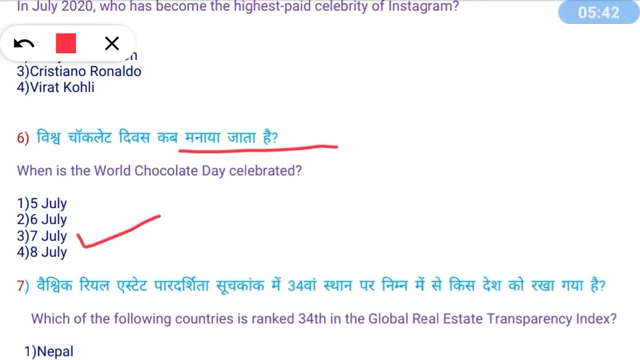 In July 2020, who has become the highest-paid celebrity of Instagram?
05:42
3)Cristiano Ronaldo
4)Virat Kohli
6) विश्व चॉकलेट दिवस कब मनाया जाता है?
When is the World Chocolate Day celebrated?
1)5 July
2)6 July
3)7 July
4)8 July
7) वैश्विक रियल एस्टेट पारदर्शिता सूचकांक में 34वां स्थान पर निम्न में से किस देश को रखा गया है?
Which of the following countries is ranked 34th in the Global Real Estate Transparency Index?
1)Nepal